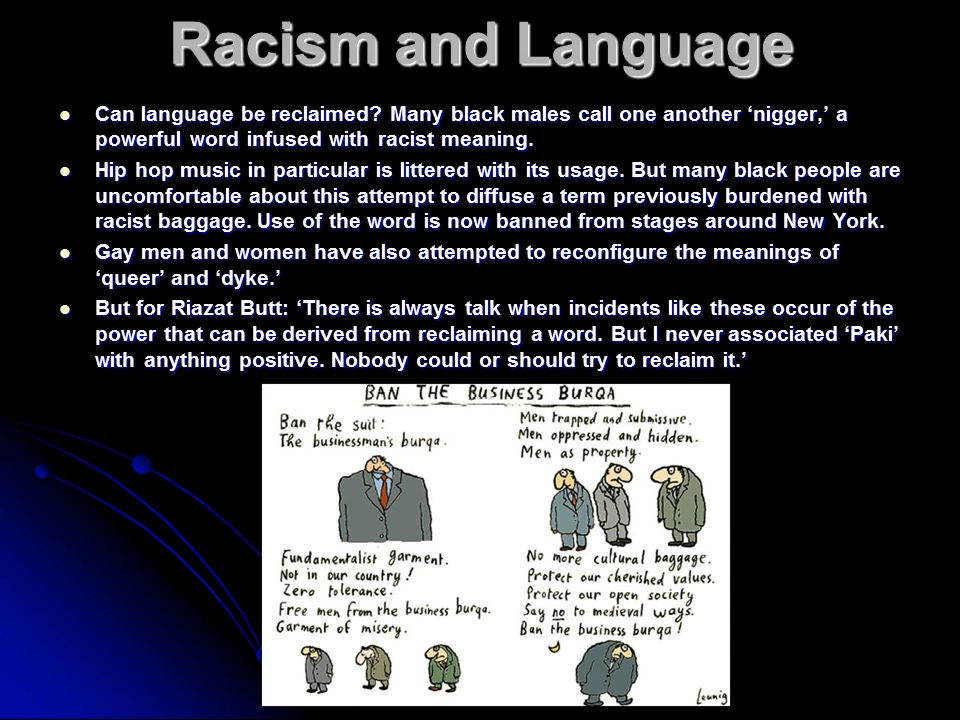 Racism and Language
Can language be reclaimed? Many black males call one another ‘nigger,’ a
powerful word infused with racist meaning.
Hip hop music in particular is littered with its usage. But many black people are
uncomfortable about this attempt to diffuse a term previously burdened with
racist baggage. Use of the word is now banned from stages around New York.
Gay men and women have also attempted to reconfigure the meanings of
‘queer’ and ‘dyke.’
But for Riazat Butt: ‘There is always talk when incidents like these occur of the
power that can be derived from reclaiming a word. But I never associated ‘Paki’
with anything positive. Nobody could or should try to reclaim it.’
BAN THE BUSINESS BURQA
Ban the suit:
The businessman's burqa.
Men trapped and submissive.
Men oppressed and hidden.
Men as property.
Fundamentalist garment.
Not in our country!
Zero tolerance.
Free men from the business burqa.
Garment of misery.
No more cultural baggage.
Protect our cherished values.
Protect our open society
Say no to medieval ways.
Ban the business burqa!
Leunig